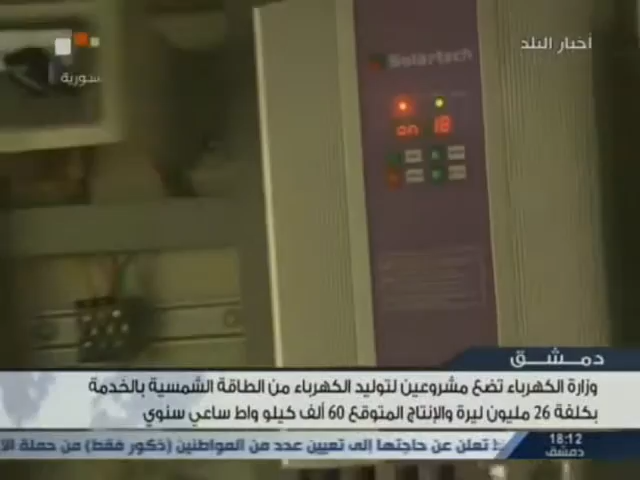 سورية
أخبار البلد
Solartech
on 18
دمشق
وزارة الكهرباء تضع مشروعين لتوليد الكهرباء من الطاقة الشمسية بالخدمة
بكلفة 26 مليون ليرة والإنتاج المتوقع 60 ألف كيلو واط ساعي سنوي
تعلن عن حاجتها إلى تعيين عدد من المواطنين (ذكور فقط) من حملة
18:12
دمشق